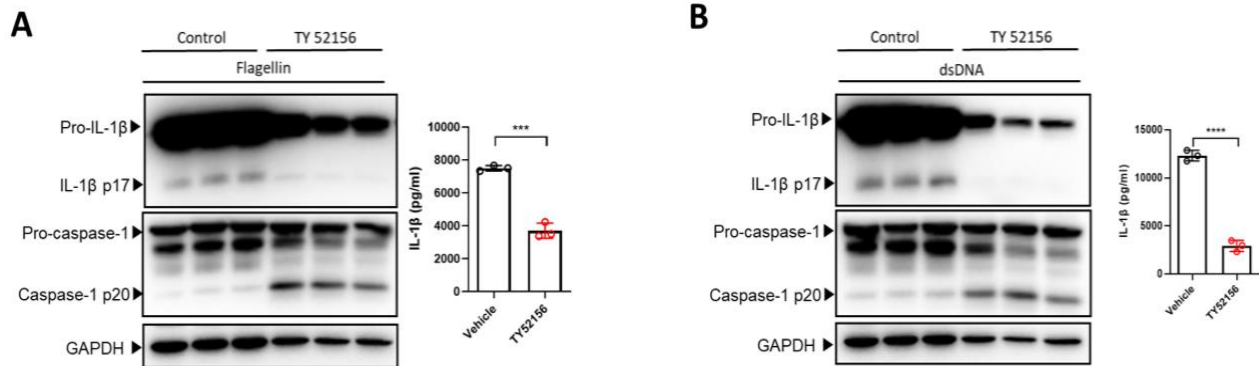 A
Control TY 52156
Flagellin
Pro-IL-1β
IL-1β p17
Pro-caspase-1
Caspase-1 p20
GAPDH
IL-1β (pg/ml)
10000
8000
6000
4000
2000
0
***
Vehicle
TY52156
B
Control TY 52156
dsDNA
Pro-IL-1β
IL-1β p17
Pro-caspase-1
Caspase-1 p20
GAPDH
IL-1β (pg/ml)
15000
10000
5000
0
****
Vehicle
TY52156